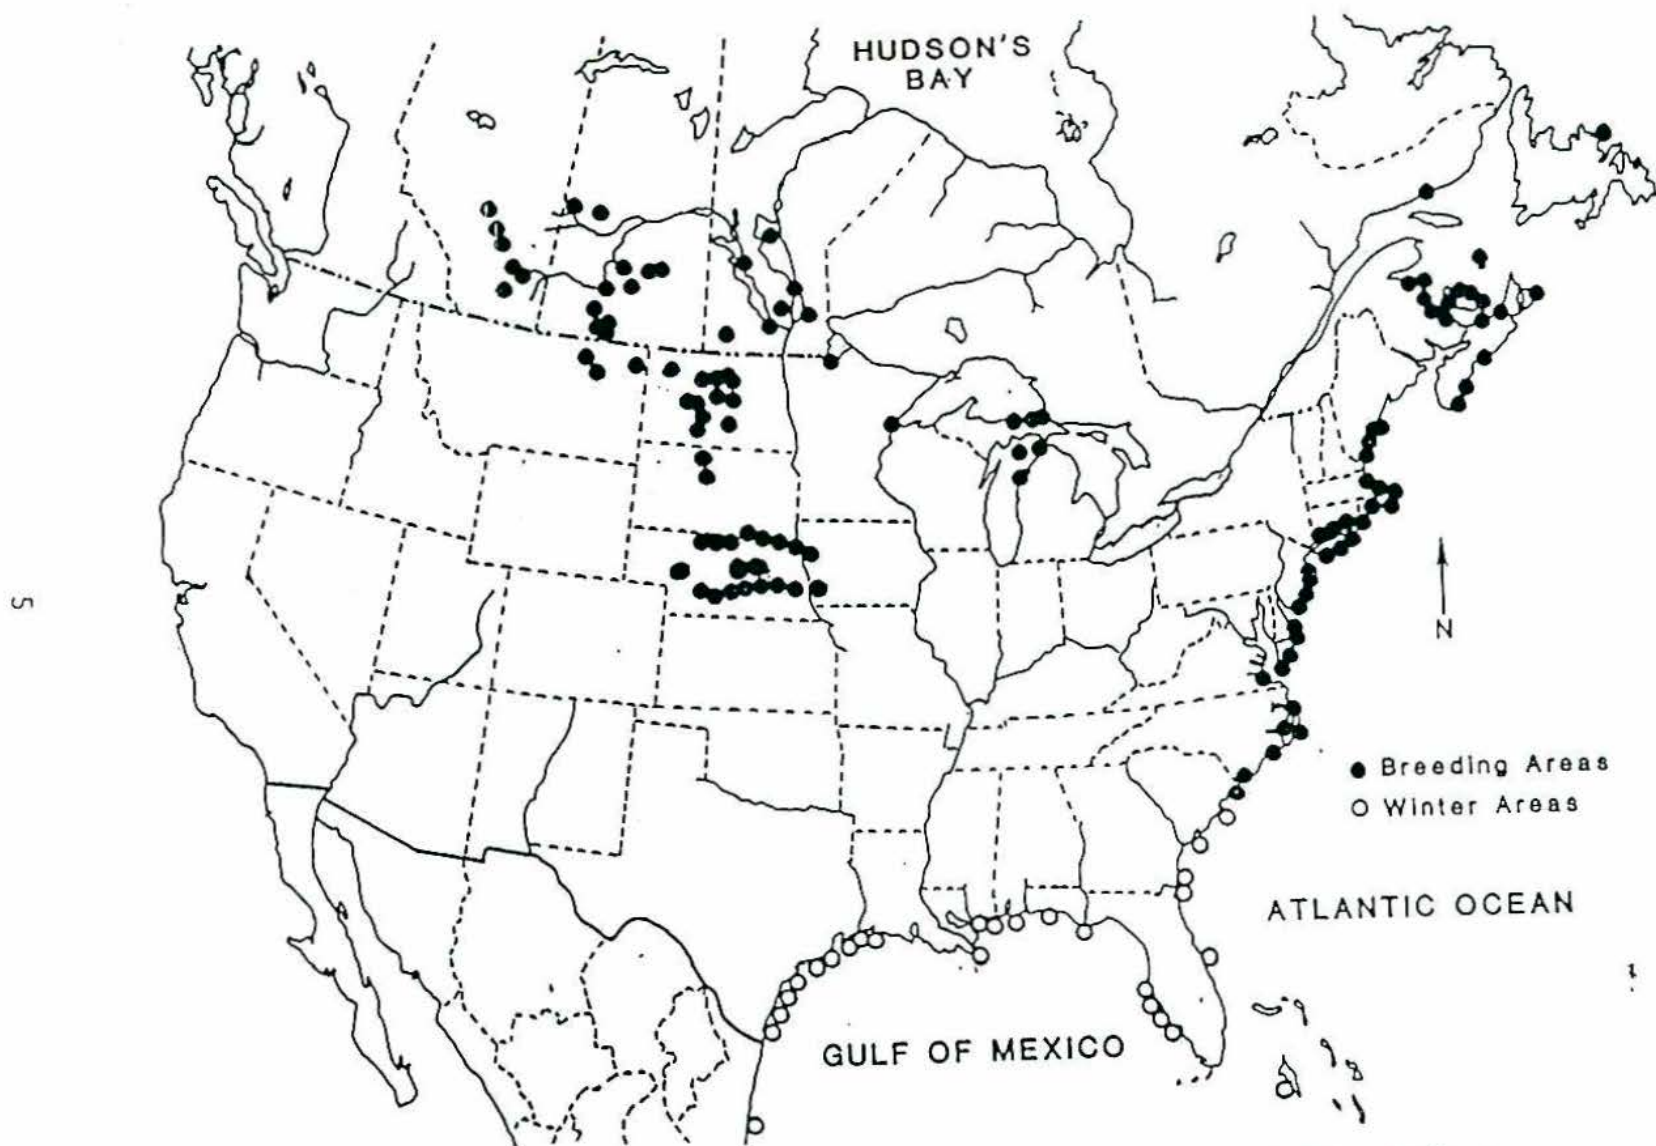 HUDSON'S
BAY
N
● Breeding Areas
○ Winter Areas
ATLANTIC OCEAN
GULF OF MEXICO
5